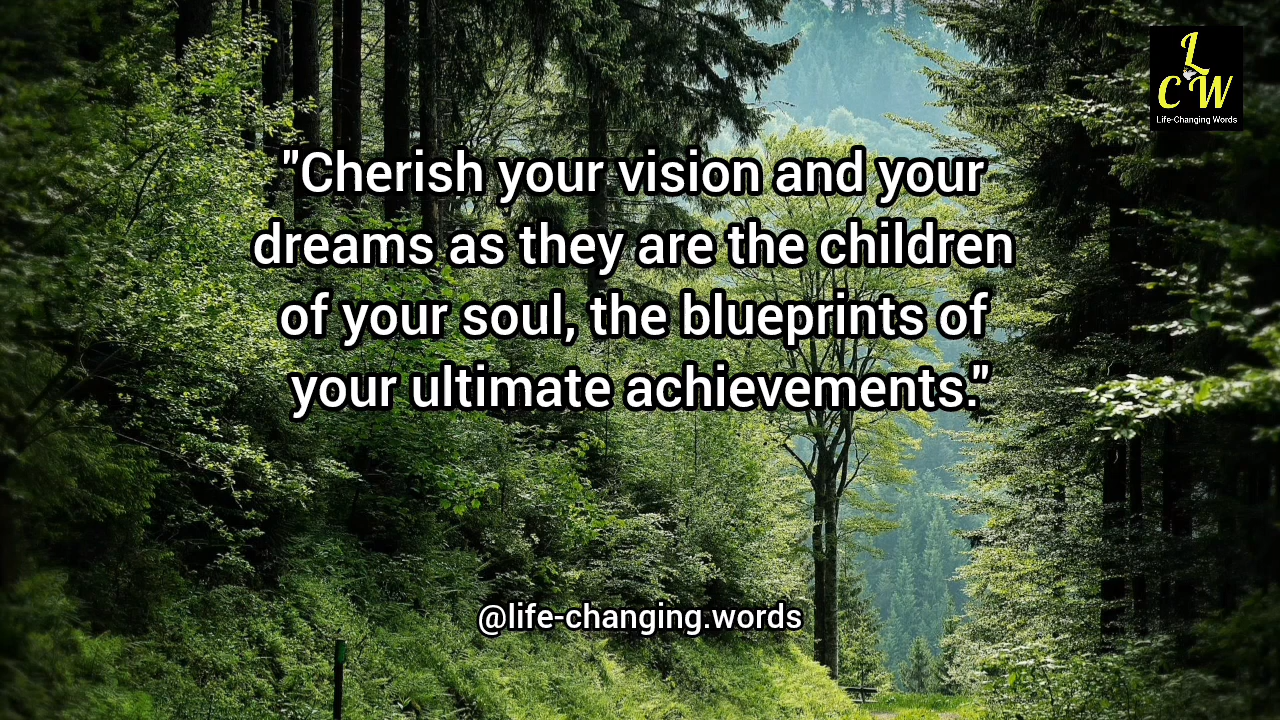 L
C W
Life-Changing Words
"Cherish your vision and your
dreams as they are the children
of your soul, the blueprints of
your ultimate achievements."
@life-changing.words